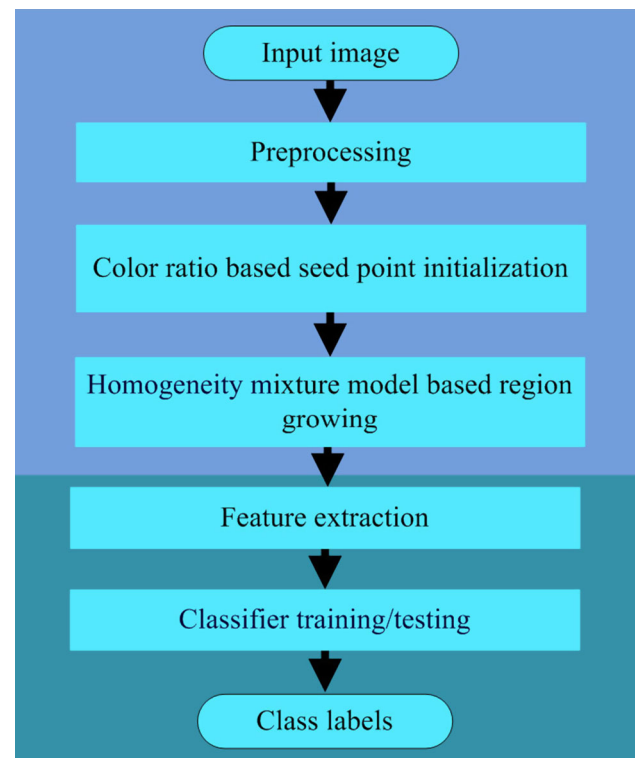 Input image
Preprocessing
Color ratio based seed point initialization
Homogeneity mixture model based region
growing
Feature extraction
Classifier training/testing
Class labels